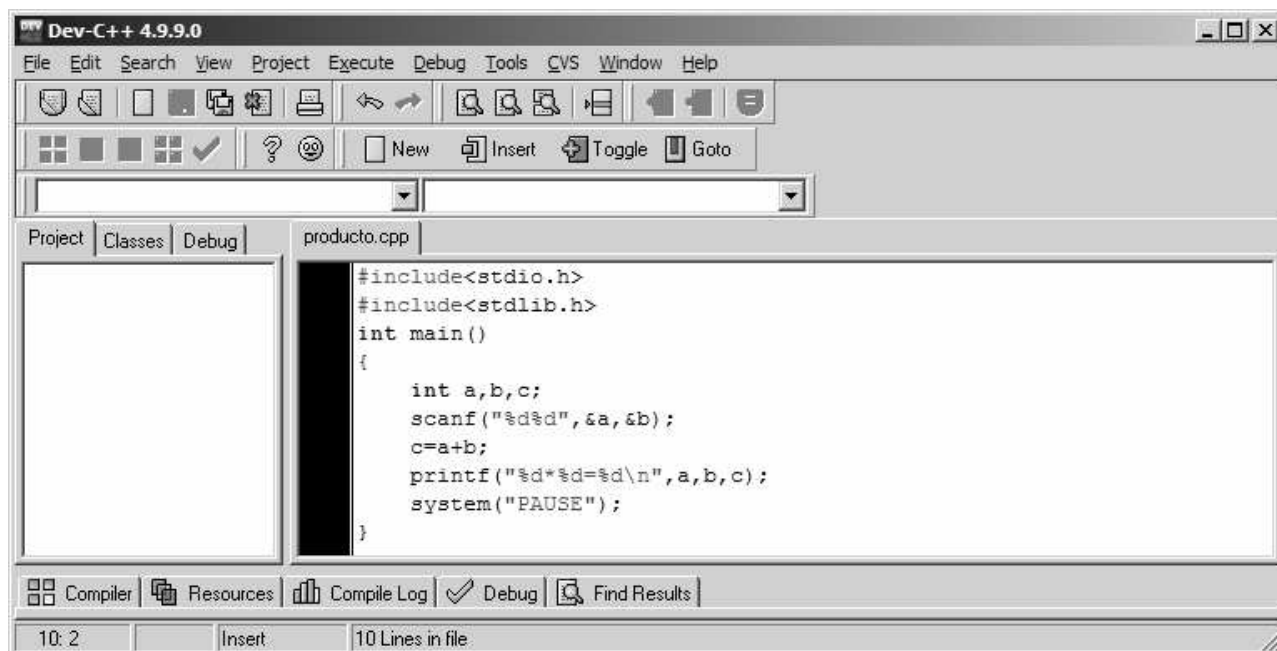 Dev-C++ 4.9.9.0
File Edit Search View Project Execute Debug Tools CVS Window Help
New Insert Toggle Goto
Project Classes Debug
producto.cpp
#include<stdio.h>
#include<stdlib.h>
int main()
{
    int a,b,c;
    scanf("%d%d",&a,&b);
    c=a+b;
    printf("%d*%d=%d\n",a,b,c);
    system("PAUSE");
}
Compiler Resources Compile Log Debug Find Results
10: 2 Insert 10 Lines in file